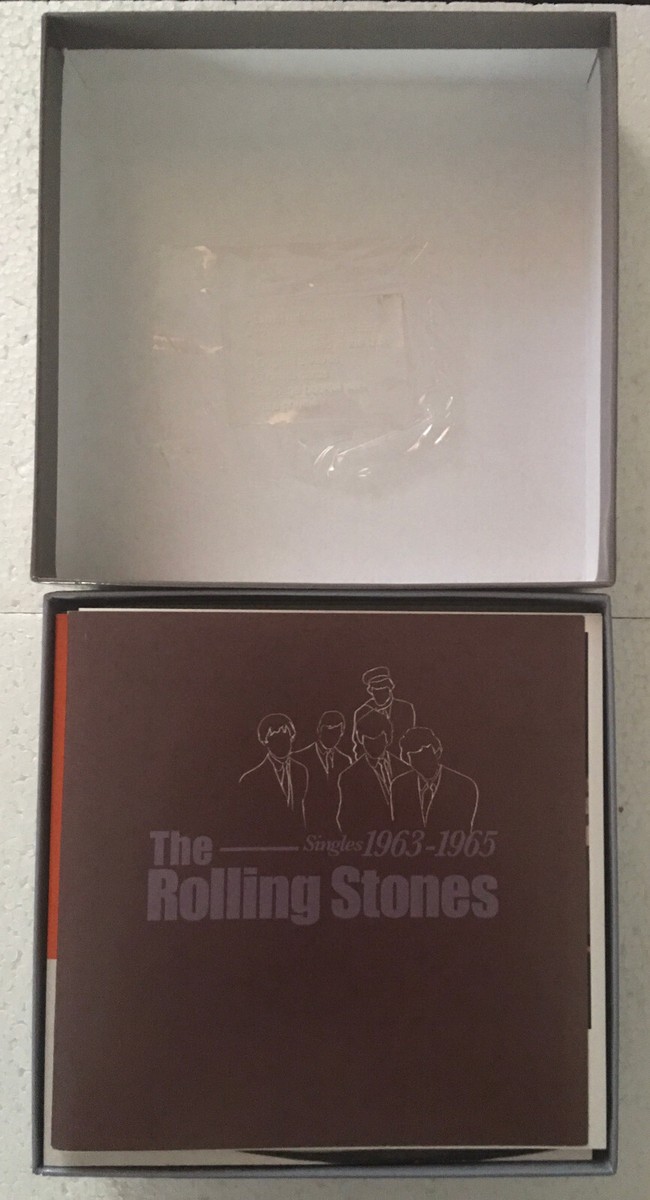 The Singles 1963-1965
Rolling Stones